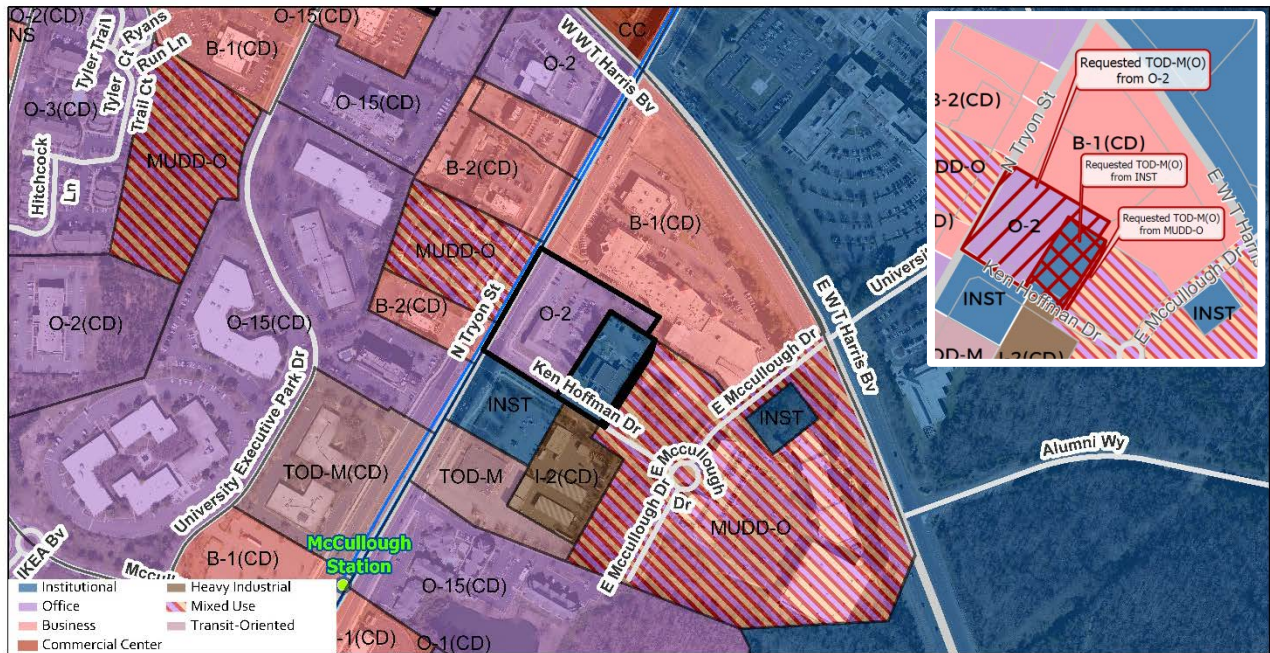 O-2(CD)
NS
Tyler Trail
Ryans
Tyler Ct
Run Ln
Trail Ct
O-3(CD)
Hitchcock
Ln
B-1(CD)
O-15(CD)
O-15(CD)
MUDD-O
CC
W W T Harris Bv
O-2
B-2(CD)
B-1(CD)
MUDD-O
B-2(CD)
N Tryon St
O-2
O-2(CD)
O-15(CD)
University Executive Park Dr
Ken Hoffman Dr
INST
INST
E Mccullough Dr
E W T Harris Bv
Alumni Wy
TOD-M(CD)
TOD-M
I-2(CD)
E Mccullough
Dr
E Mccullough Dr
MUDD-O
IKEA Bv
B-1(CD)
McCullough
Station
O-15(CD)
O-1(CD)
Requested TOD-M(O)
from O-2
N Tryon St
B-2(CD)
B-1(CD)
MUDD-O
Requested TOD-M(O)
from INST
E W T Harris
O-2
Requested TOD-M(O)
from MUDD-O
INST
Ken Hoffman Dr
E Mccullough Dr
INST
I-2(CD)
Institutional
Office
Business
Commercial Center
Heavy Industrial
Mixed Use
Transit-Oriented